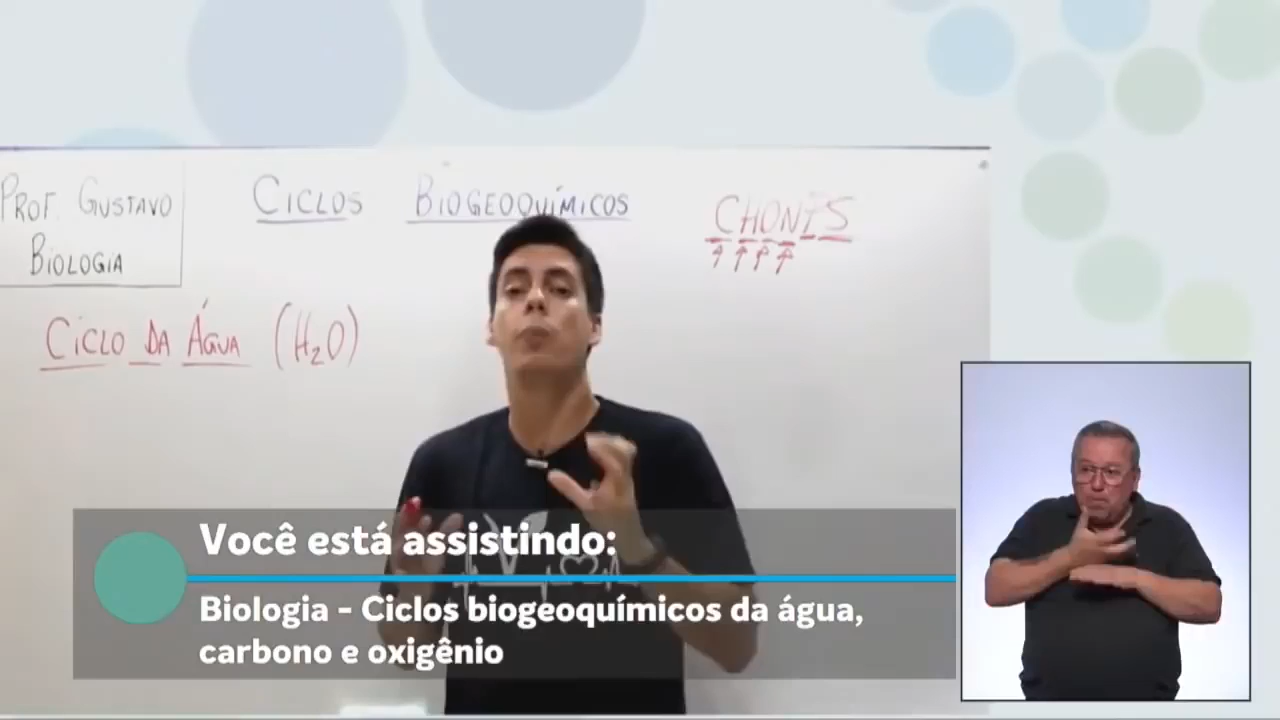 PROF. GUSTAVO
BIOLOGIA
CICLOS BIOGEOQUÍMICOS
CHONPS
CICLO DA ÁGUA (H₂O)
Você está assistindo:
Biologia - Ciclos biogeoquímicos da água,
carbono e oxigênio